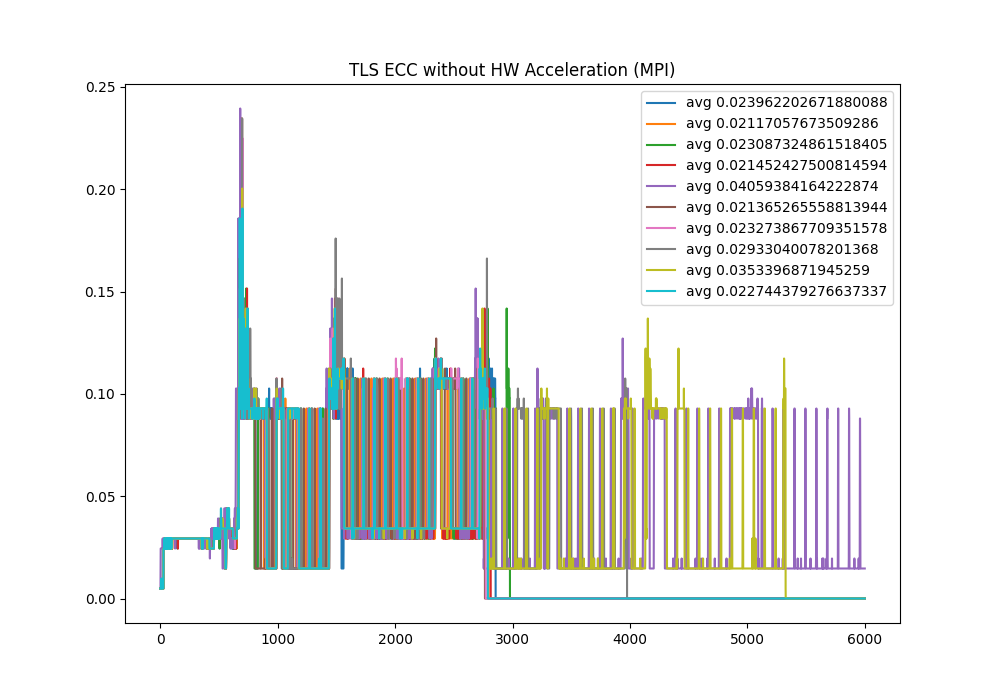 TLS ECC without HW Acceleration (MPI)
avg 0.023962202671880088
avg 0.02117057673509286
avg 0.023087324861518405
avg 0.021452427500814594
avg 0.04059384164222874
avg 0.021365265558813944
avg 0.023273867709351578
avg 0.02933040078201368
avg 0.0353396871945259
avg 0.022744379276637337
0.25
0.20
0.15
0.10
0.05
0.00
0 1000 2000 3000 4000 5000 6000